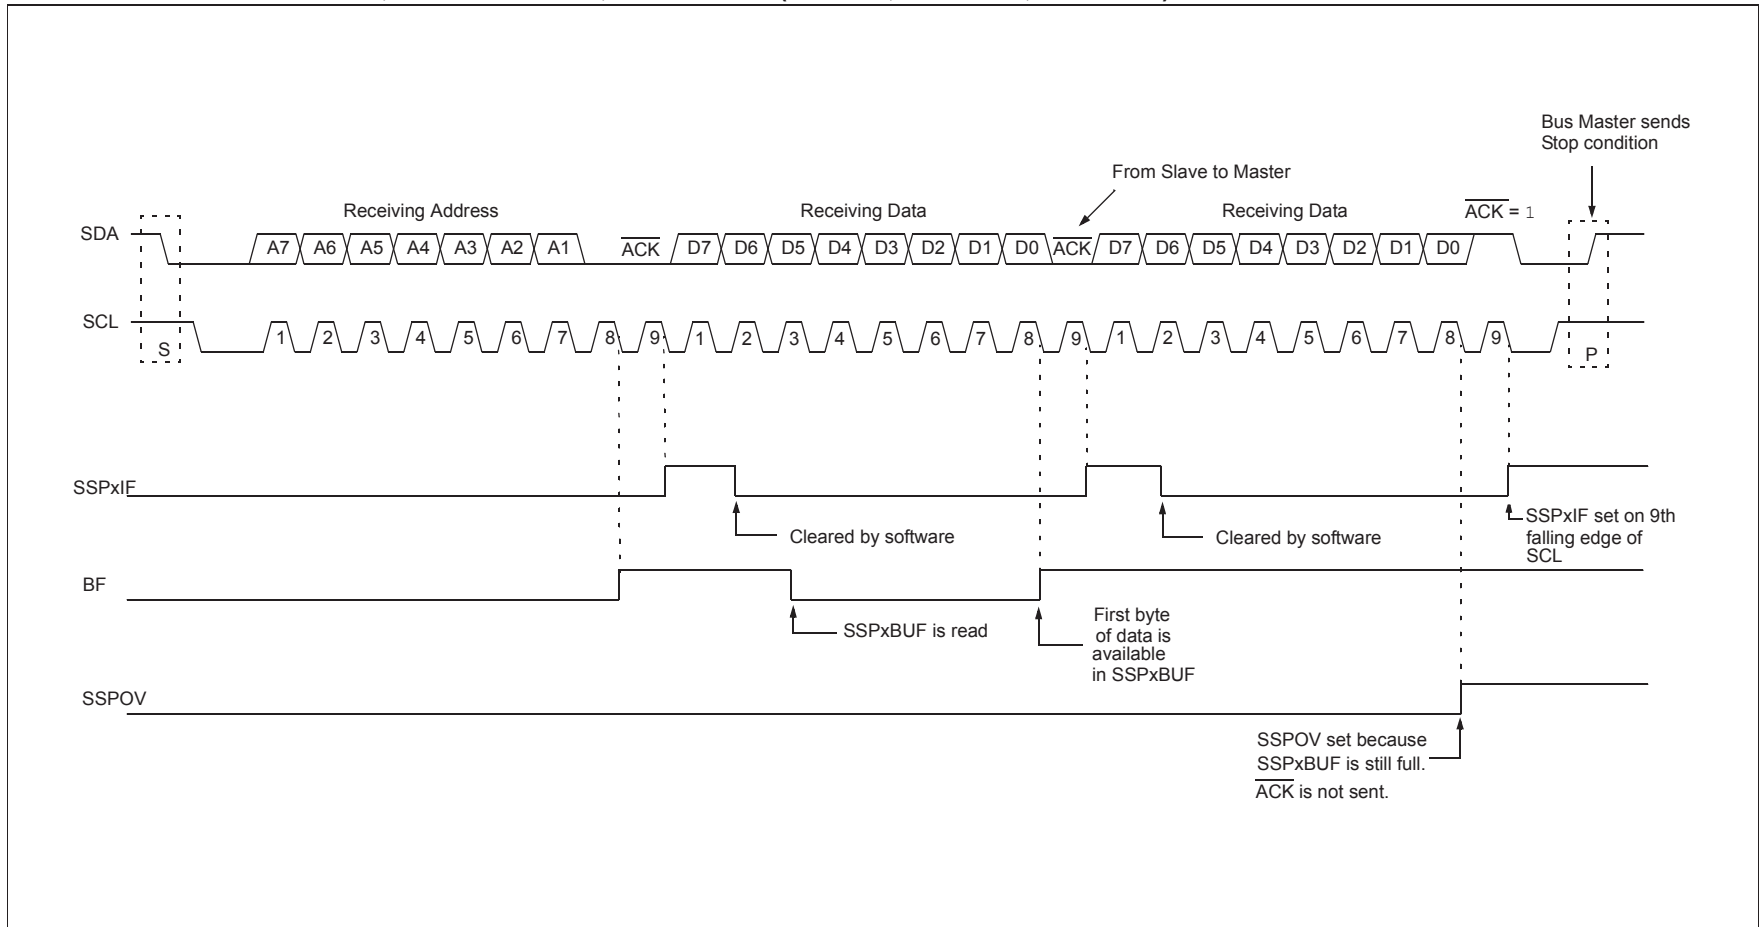 Bus Master sends
Stop condition
From Slave to Master
Receiving Address
Receiving Data
Receiving Data
ACK = 1
SDA
A7 A6 A5 A4 A3 A2 A1 ACK D7 D6 D5 D4 D3 D2 D1 D0 ACK D7 D6 D5 D4 D3 D2 D1 D0
SCL
S
1 2 3 4 5 6 7 8 9 1 2 3 4 5 6 7 8 9 1 2 3 4 5 6 7 8 9
P
SSPxIF
Cleared by software
Cleared by software
SSPxIF set on 9th
falling edge of
SCL
BF
SSPxBUF is read
First byte
of data is
available
in SSPxBUF
SSPOV
SSPOV set because
SSPxBUF is still full.
ACK is not sent.